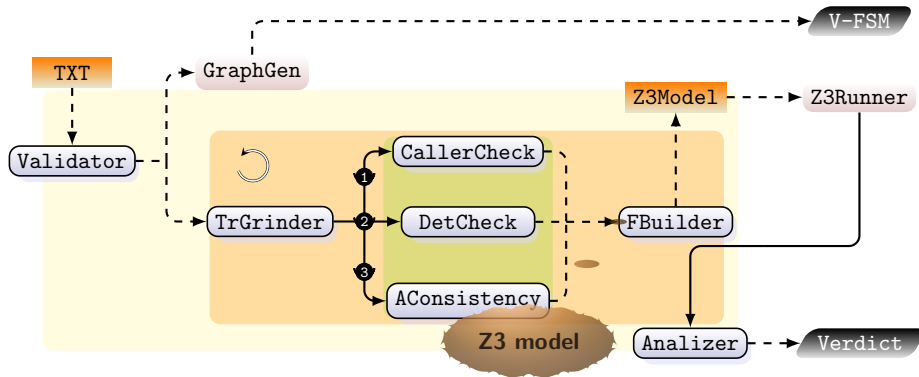 V-FSM
TXT
GraphGen
Z3Model
Z3Runner
Validator
CallerCheck
1
TrGrinder
2
DetCheck
FBuilder
3
AConsistency
Z3 model
Analizer
Verdict